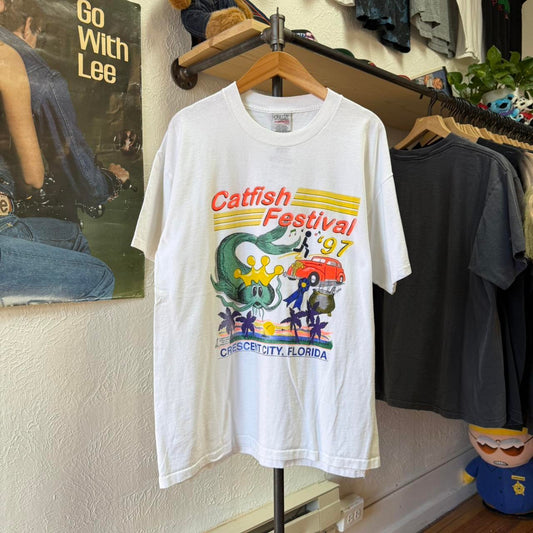 Go
With
Lee
Catfish
Festival
'97
CRESCENT CITY, FLORIDA